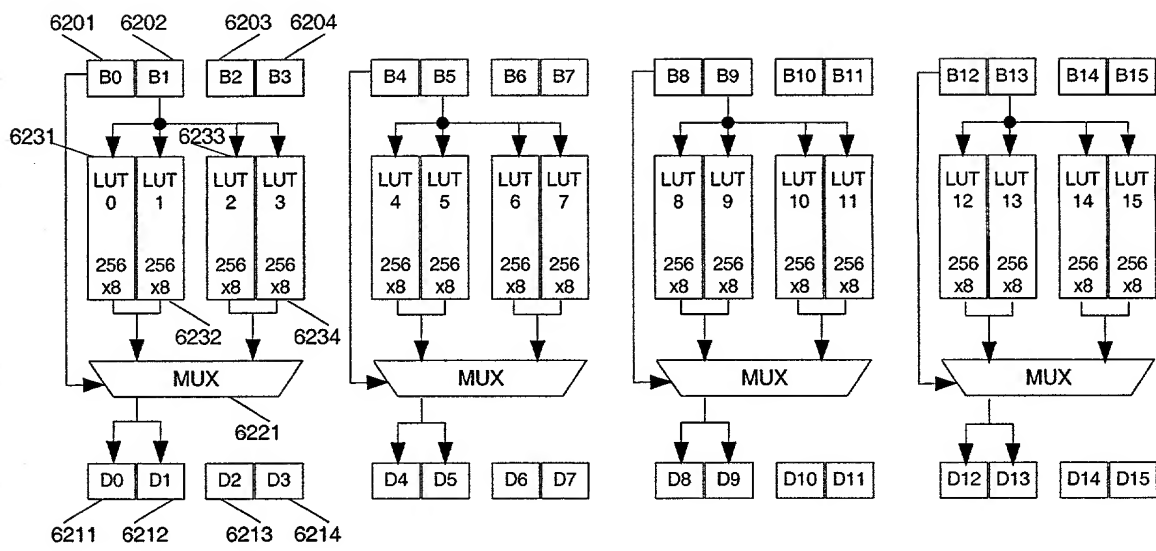 6201 6202 6203 6204
B0 B1 B2 B3 B4 B5 B6 B7 B8 B9 B10 B11 B12 B13 B14 B15
6231 6233
LUT LUT LUT LUT LUT LUT LUT LUT LUT LUT LUT LUT LUT LUT LUT LUT
0 1 2 3 4 5 6 7 8 9 10 11 12 13 14 15
256 256 256 256 256 256 256 256 256 256 256 256 256 256 256 256
x8 x8 x8 x8 x8 x8 x8 x8 x8 x8 x8 x8 x8 x8 x8 x8
6232 6234
MUX MUX MUX MUX
6221
D0 D1 D2 D3 D4 D5 D6 D7 D8 D9 D10 D11 D12 D13 D14 D15
6211 6212 6213 6214